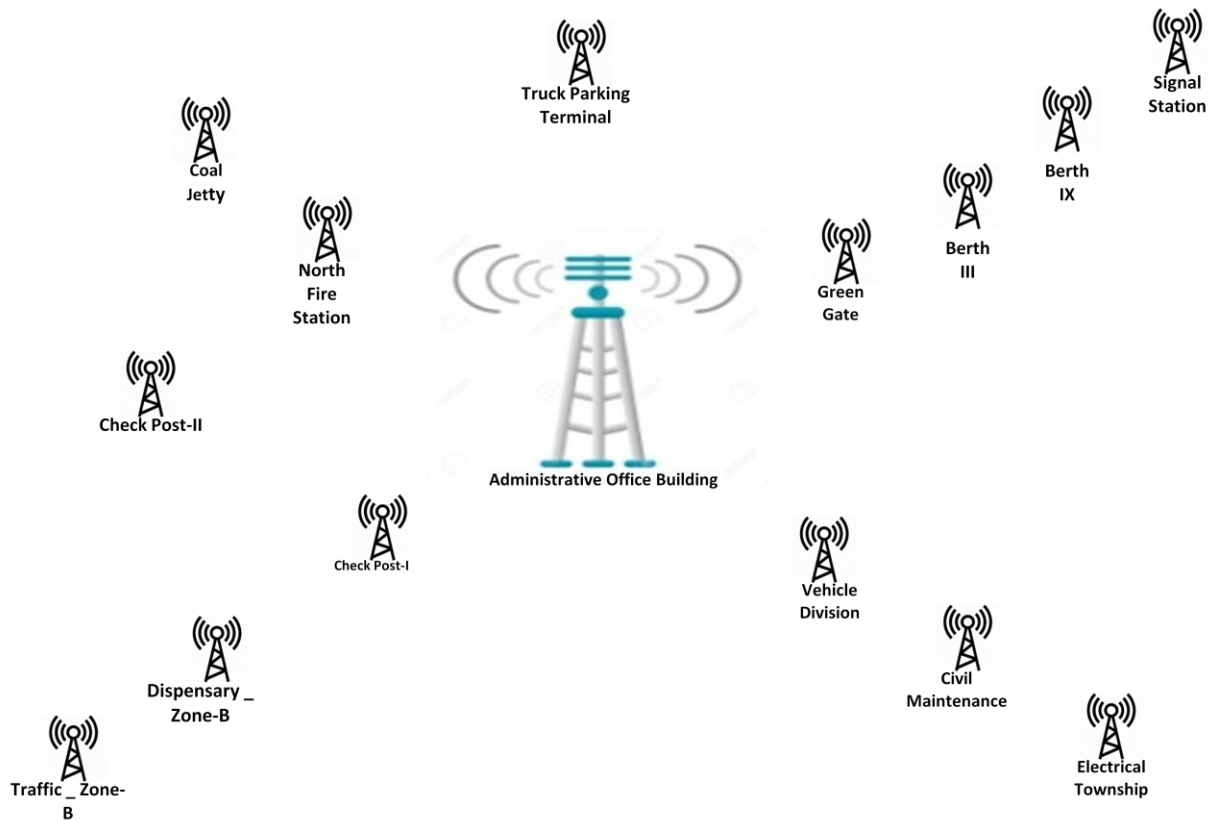 Truck Parking
Terminal
Signal
Station
Coal
Jetty
Berth
IX
North
Fire
Station
Berth
III
Green
Gate
Check Post-II
Administrative Office Building
Check Post-I
Vehicle
Division
Dispensary _
Zone-B
Civil
Maintenance
Traffic _ Zone-
B
Electrical
Township